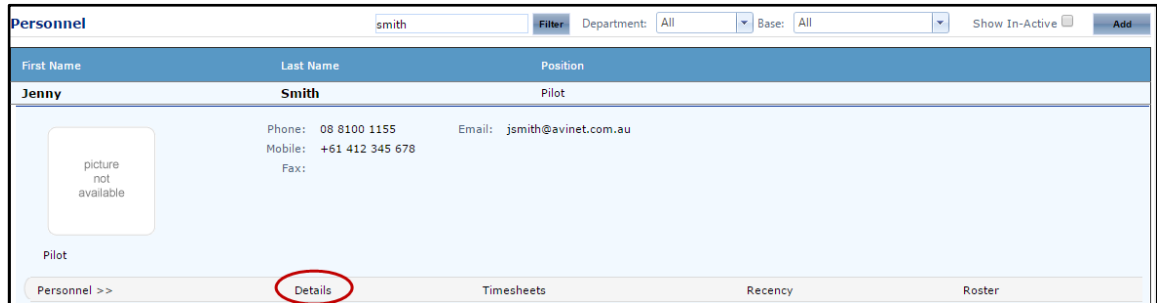 Personnel smith Filter Department: All Base: All Show In-Active Add
First Name Last Name Position
Jenny Smith Pilot
Phone: 08 8100 1155 Email: jsmith@avinet.com.au
Mobile: +61 412 345 678
Fax:
picture
not
available
Pilot
Personnel >> Details Timesheets Recency Roster